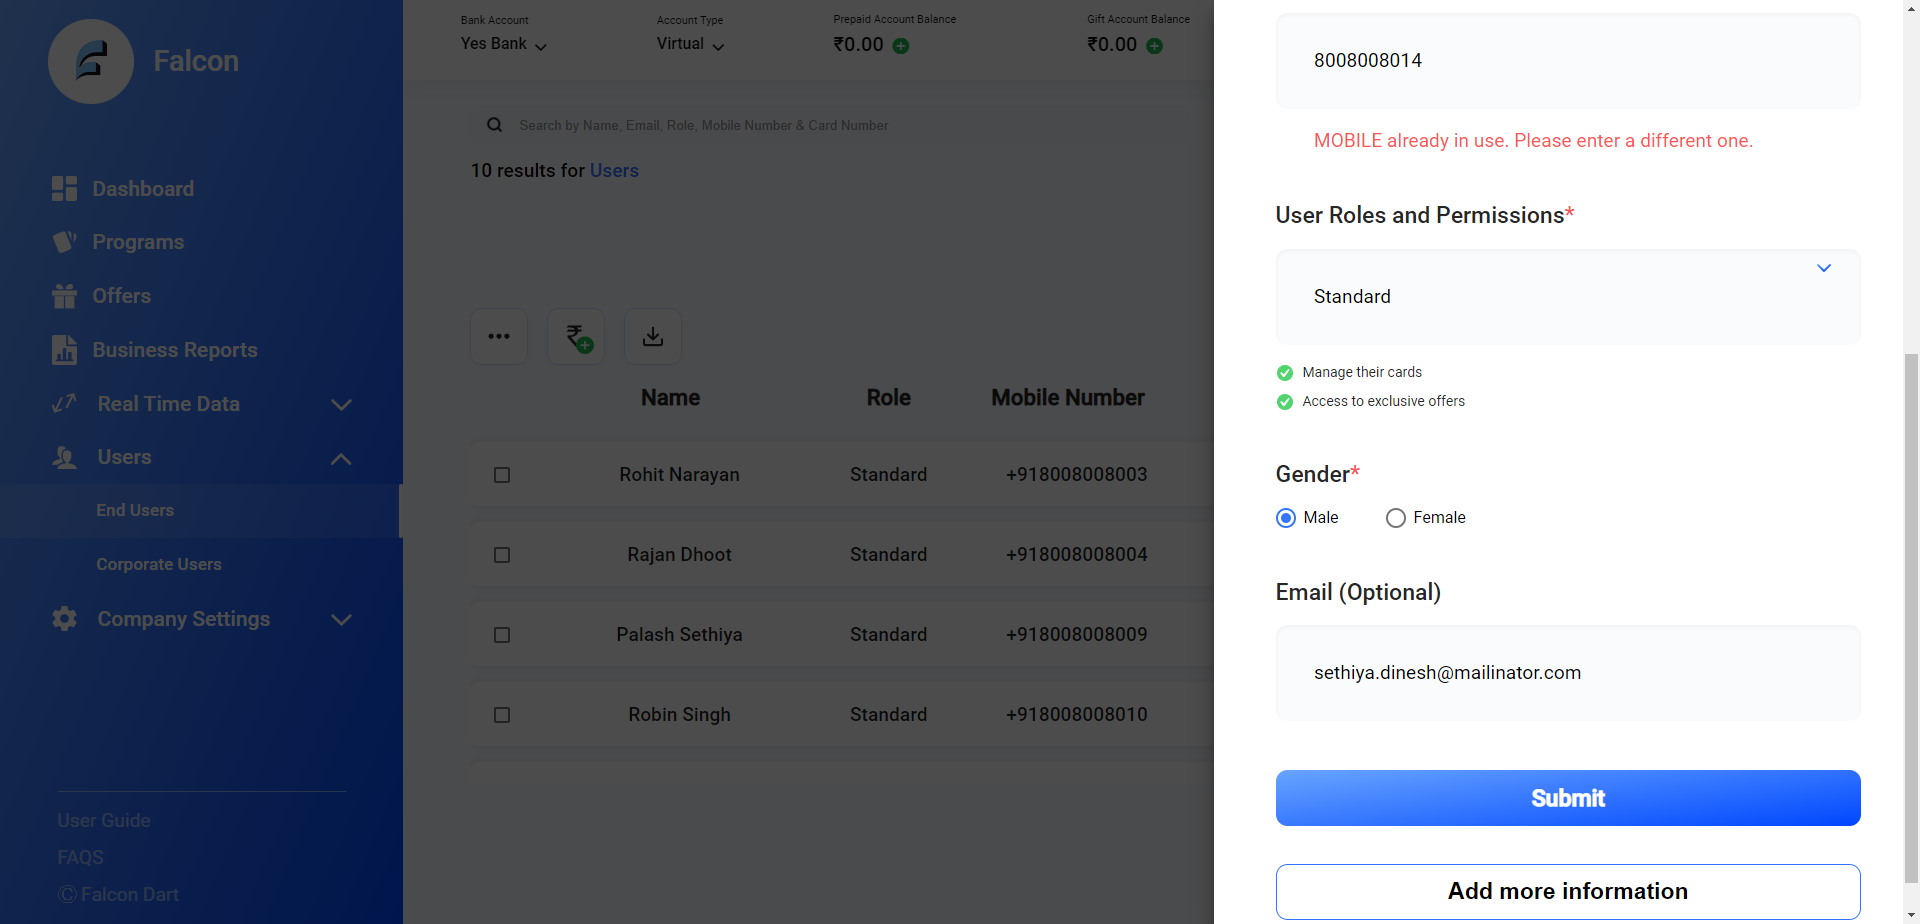 Falcon
Dashboard
Programs
Offers
Business Reports
Real Time Data
Users
End Users
Corporate Users
Company Settings
User Guide
FAQS
© Falcon Dart
Bank Account
Yes Bank
Account Type
Virtual
Prepaid Account Balance
₹0.00
Gift Account Balance
₹0.00
Search by Name, Email, Role, Mobile Number & Card Number
10 results for Users
Name Role Mobile Number
Rohit Narayan Standard +918008008003
Rajan Dhoot Standard +918008008004
Palash Sethiya Standard +918008008009
Robin Singh Standard +918008008010
8008008014
MOBILE already in use. Please enter a different one.
User Roles and Permissions*
Standard
Manage their cards
Access to exclusive offers
Gender*
Male Female
Email (Optional)
sethiya.dinesh@mailinator.com
Submit
Add more information